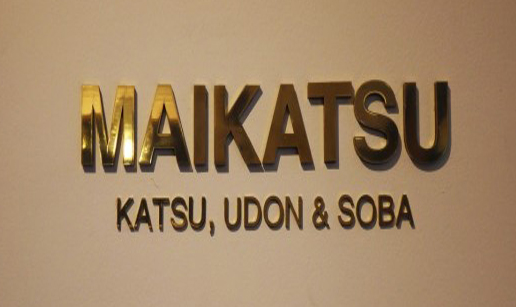 MAIKATSU
KATSU, UDON & SOBA